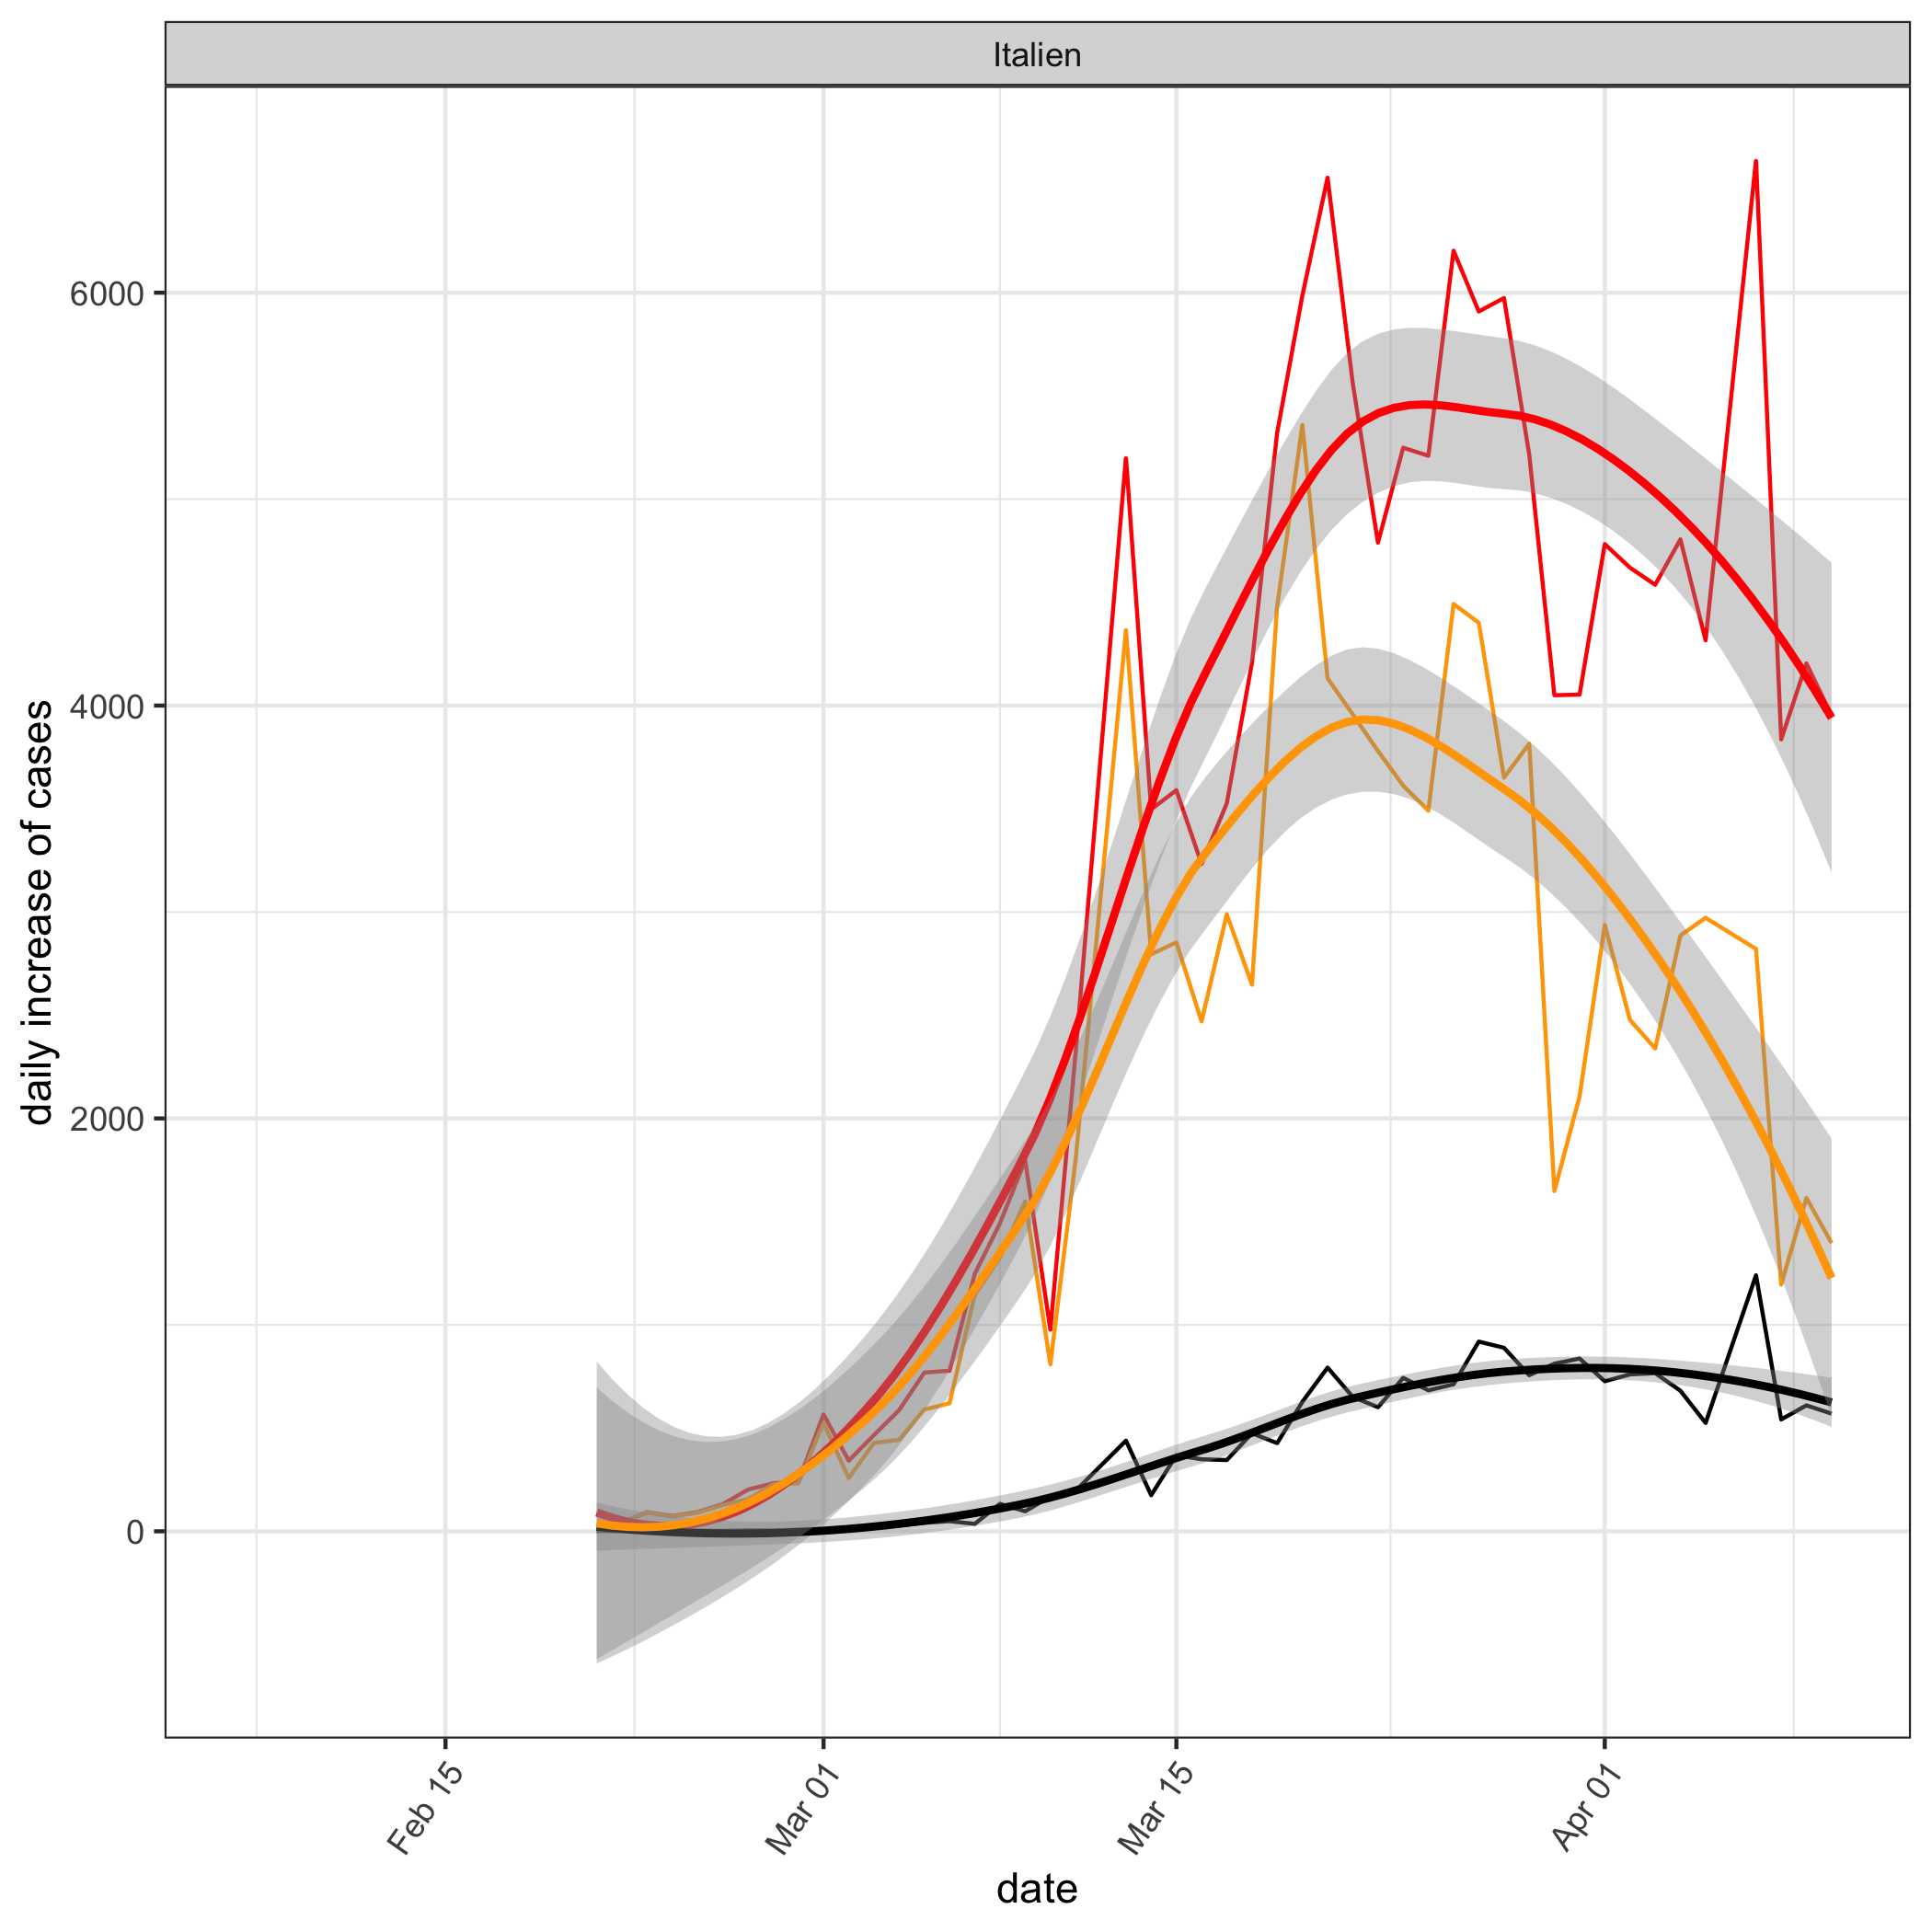 Italien
daily increase of cases
6000
4000
2000
0
Feb 15
Mar 01
Mar 15
Apr 01
date